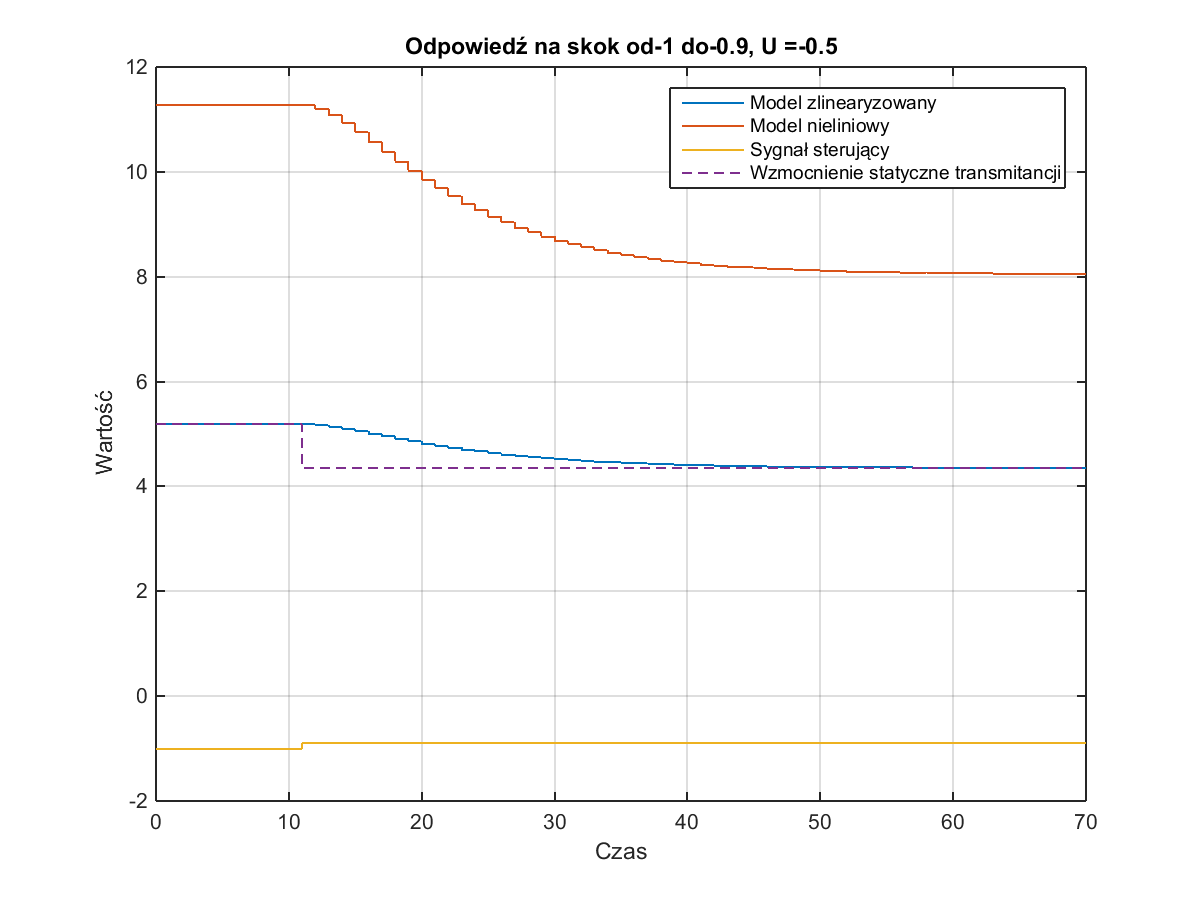 Odpowiedź na skok od-1 do-0.9, U =-0.5
Model zlinearyzowany
Model nieliniowy
Sygnał sterujący
Wzmocnienie statyczne transmitancji
Wartość
12
10
8
6
4
2
0
-2
0 10 20 30 40 50 60 70
Czas